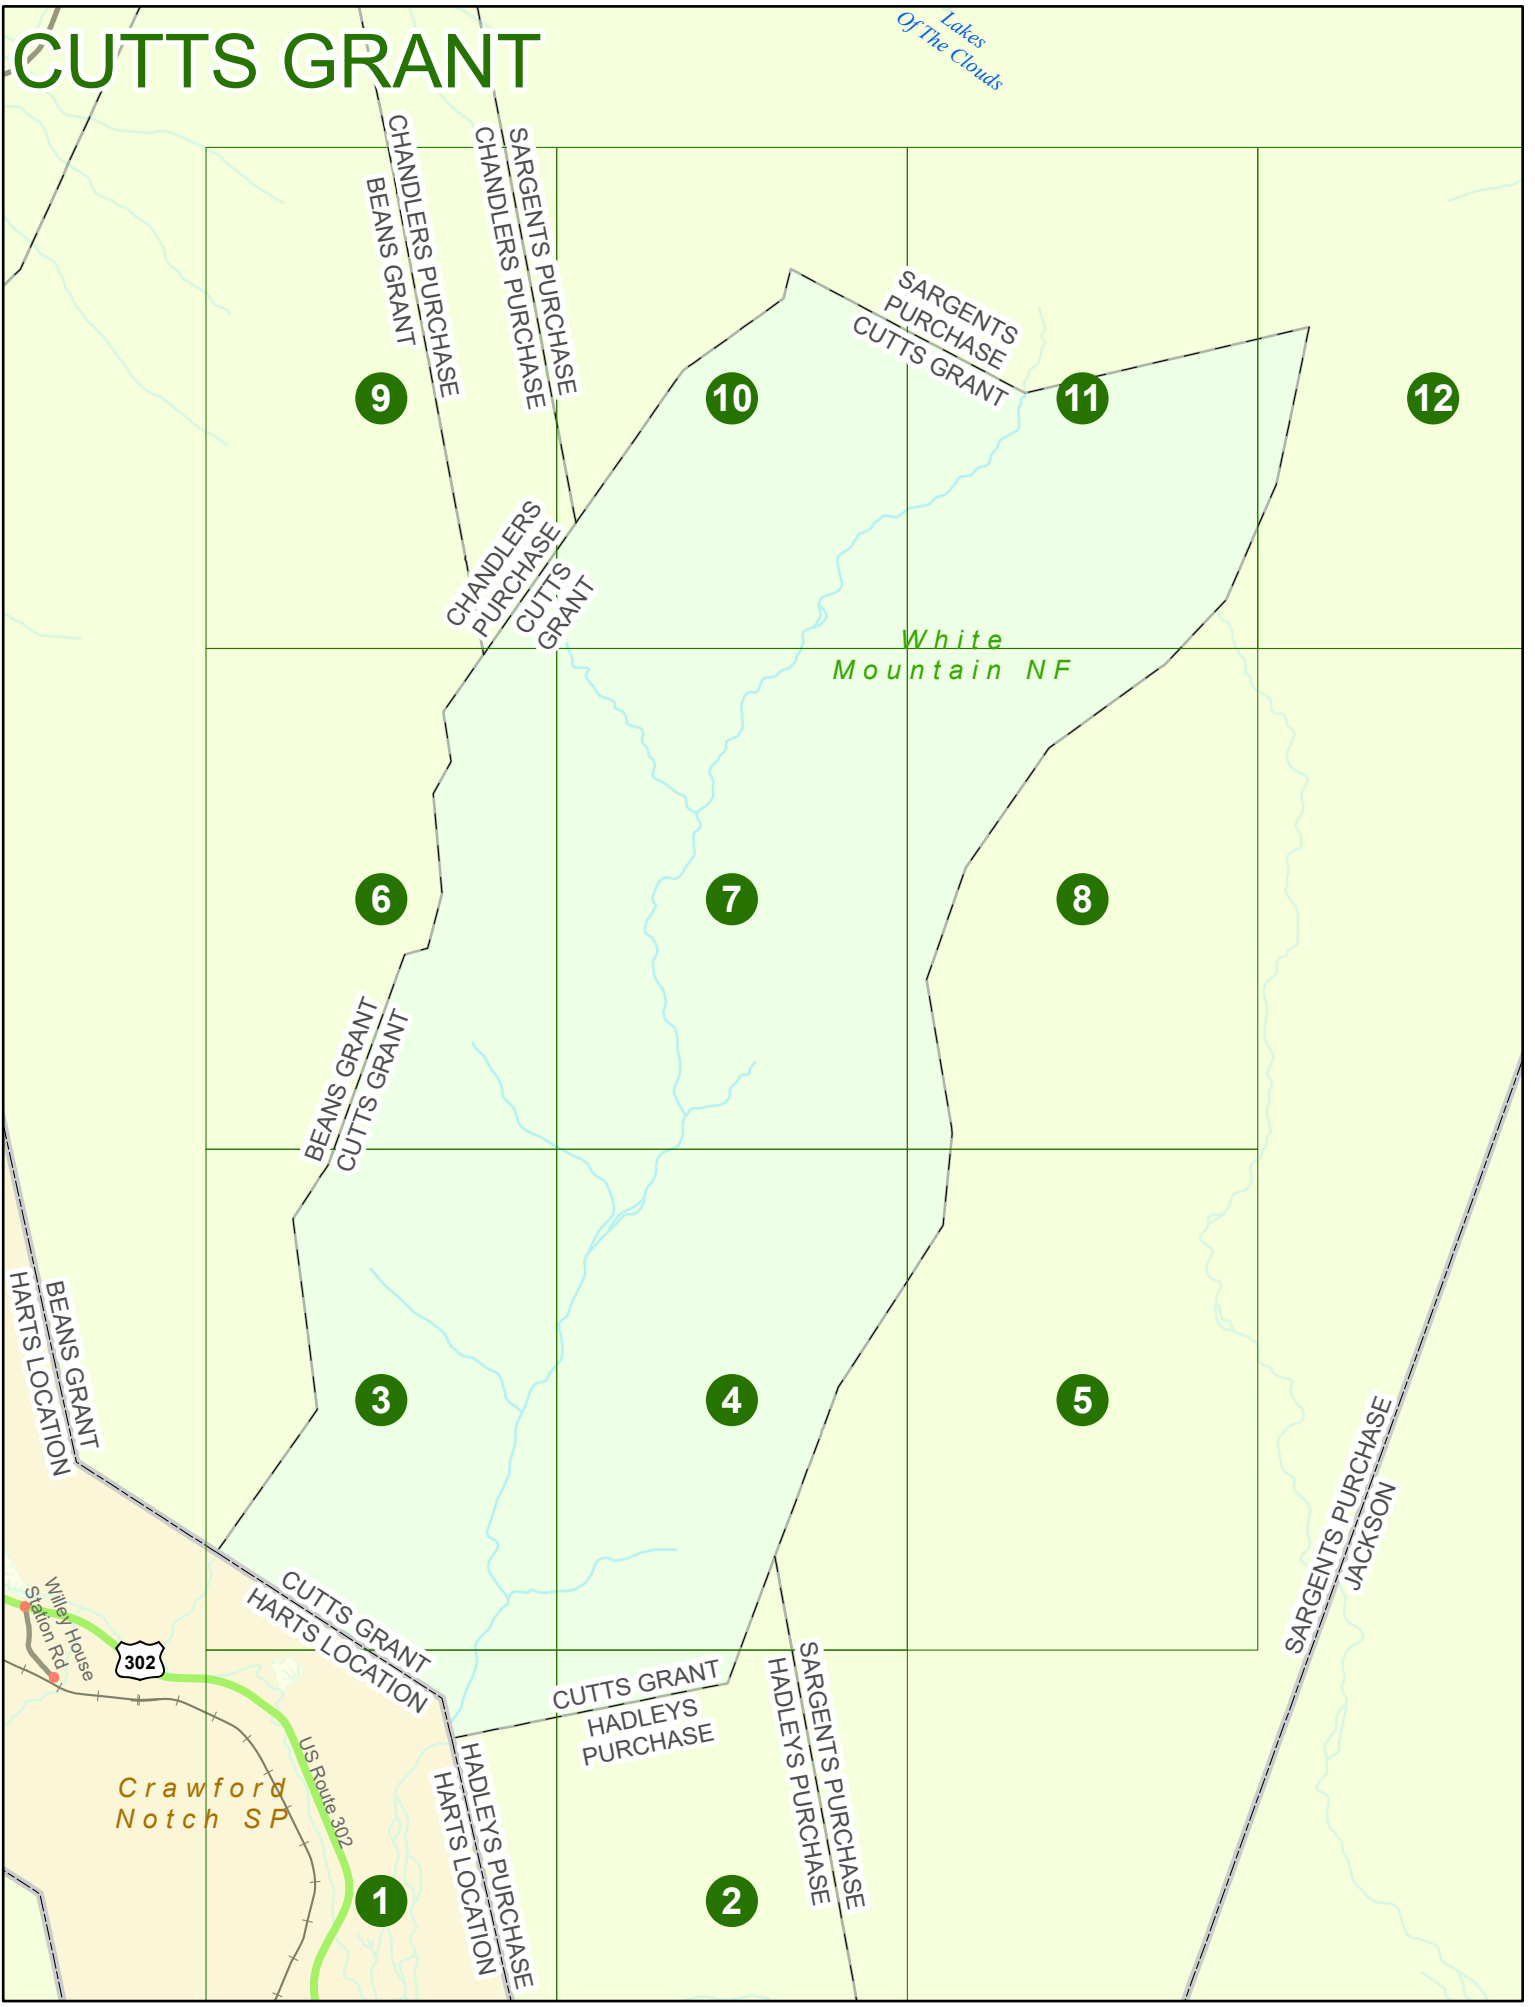 CUTTS GRANT
Lakes
Of The Clouds
CHANDLERS PURCHASE
BEANS GRANT
SARGENTS PURCHASE
CHANDLERS PURCHASE
SARGENTS
PURCHASE
CUTTS GRANT
9
10
11
12
CHANDLERS
PURCHASE
CUTTS
GRANT
White
Mountain NF
6
7
8
BEANS GRANT
CUTTS GRANT
BEANS GRANT
HARTS LOCATION
3
4
5
SARGENTS PURCHASE
JACKSON
CUTTS GRANT
HARTS LOCATION
Willey House
Station Rd
302
CUTTS GRANT
HADLEYS
PURCHASE
SARGENTS PURCHASE
HADLEYS PURCHASE
US Route 302
Crawford
Notch SP
HADLEYS PURCHASE
HARTS LOCATION
1
2